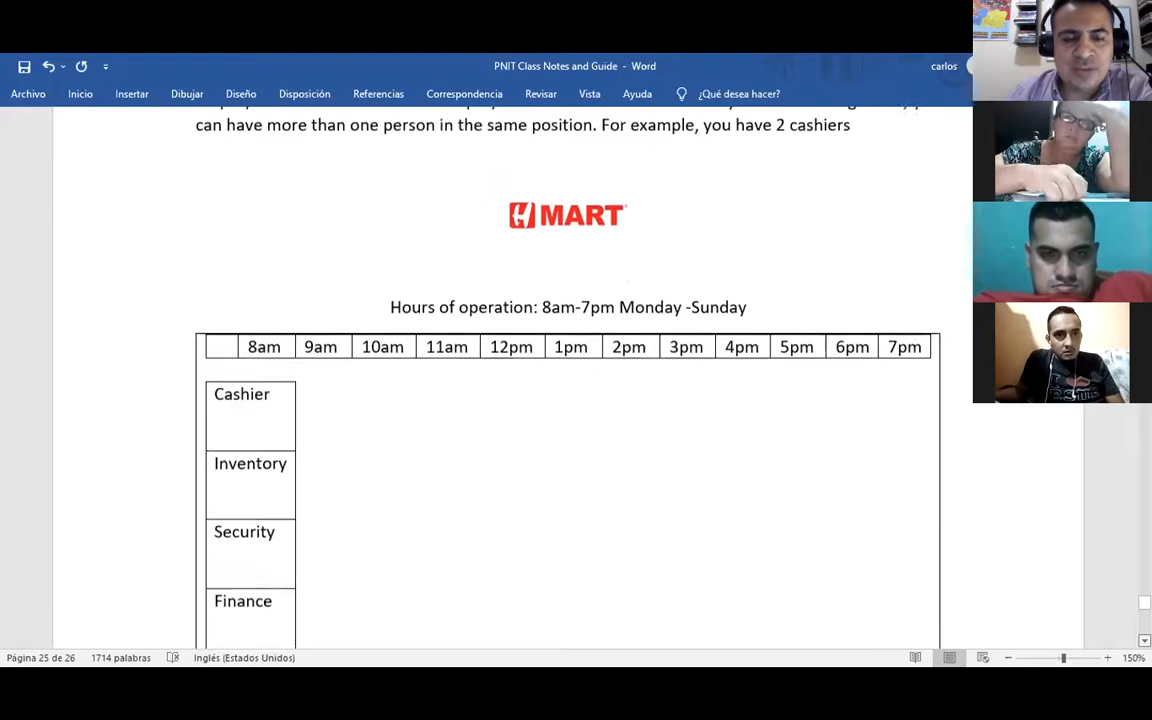 PNIT Class Notes and Guide - Word
carlos
Archivo
Inicio
Insertar
Dibujar
Diseño
Disposición
Referencias
Correspondencia
Revisar
Vista
Ayuda
¿Qué desea hacer?
can have more than one person in the same position. For example, you have 2 cashiers
H MART
Hours of operation: 8am-7pm Monday -Sunday
8am 9am 10am 11am 12pm 1pm 2pm 3pm 4pm 5pm 6pm 7pm
Cashier
Inventory
Security
Finance
Página 25 de 26
1714 palabras
Inglés (Estados Unidos)
150%